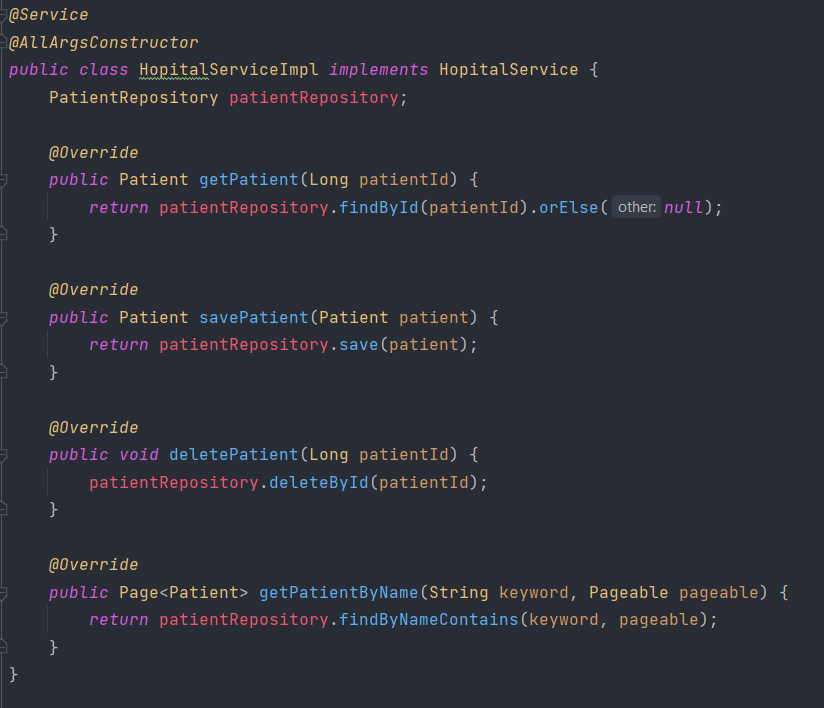 @Service
@AllArgsConstructor
public class HopitalServiceImpl implements HopitalService {
    PatientRepository patientRepository;

    @Override
    public Patient getPatient(Long patientId) {
        return patientRepository.findById(patientId).orElse( other: null);
    }

    @Override
    public Patient savePatient(Patient patient) {
        return patientRepository.save(patient);
    }

    @Override
    public void deletePatient(Long patientId) {
        patientRepository.deleteById(patientId);
    }

    @Override
    public Page<Patient> getPatientByName(String keyword, Pageable pageable) {
        return patientRepository.findByNameContains(keyword, pageable);
    }
}